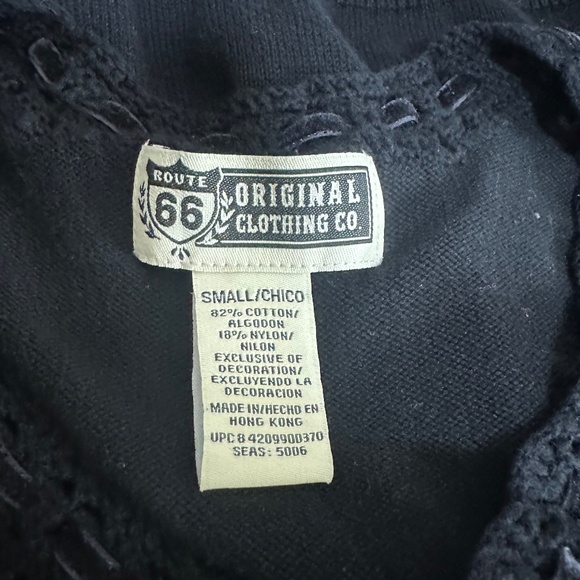 ROUTE
66
ORIGINAL
CLOTHING CO.
SMALL/CHICO
82% COTTON/
ALGODON
18% NYLON/
NILON
EXCLUSIVE OF
DECORATION/
EXCLUYENDO LA
DECORACION
MADE IN/HECHO EN
HONG KONG
UPC 8 4209900370
SEAS: 5006